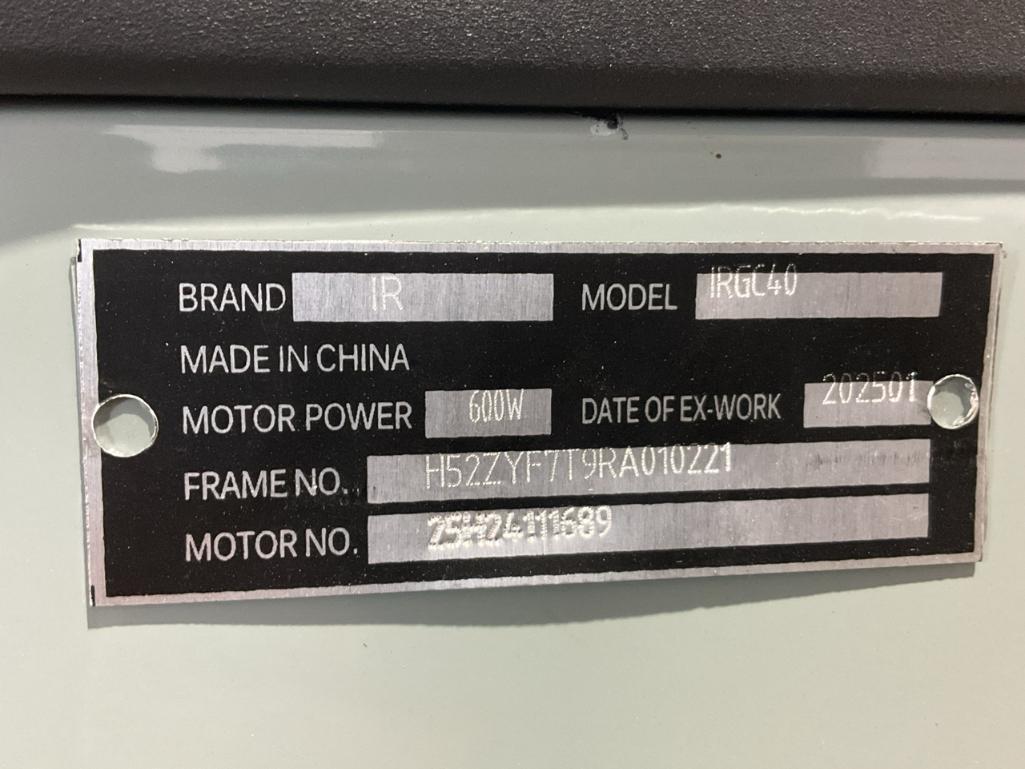 BRAND IR MODEL IRGC40
MADE IN CHINA
MOTOR POWER 600W DATE OF EX-WORK 202501
FRAME NO. H52ZYF7T9RA010221
MOTOR NO. 25H24111689